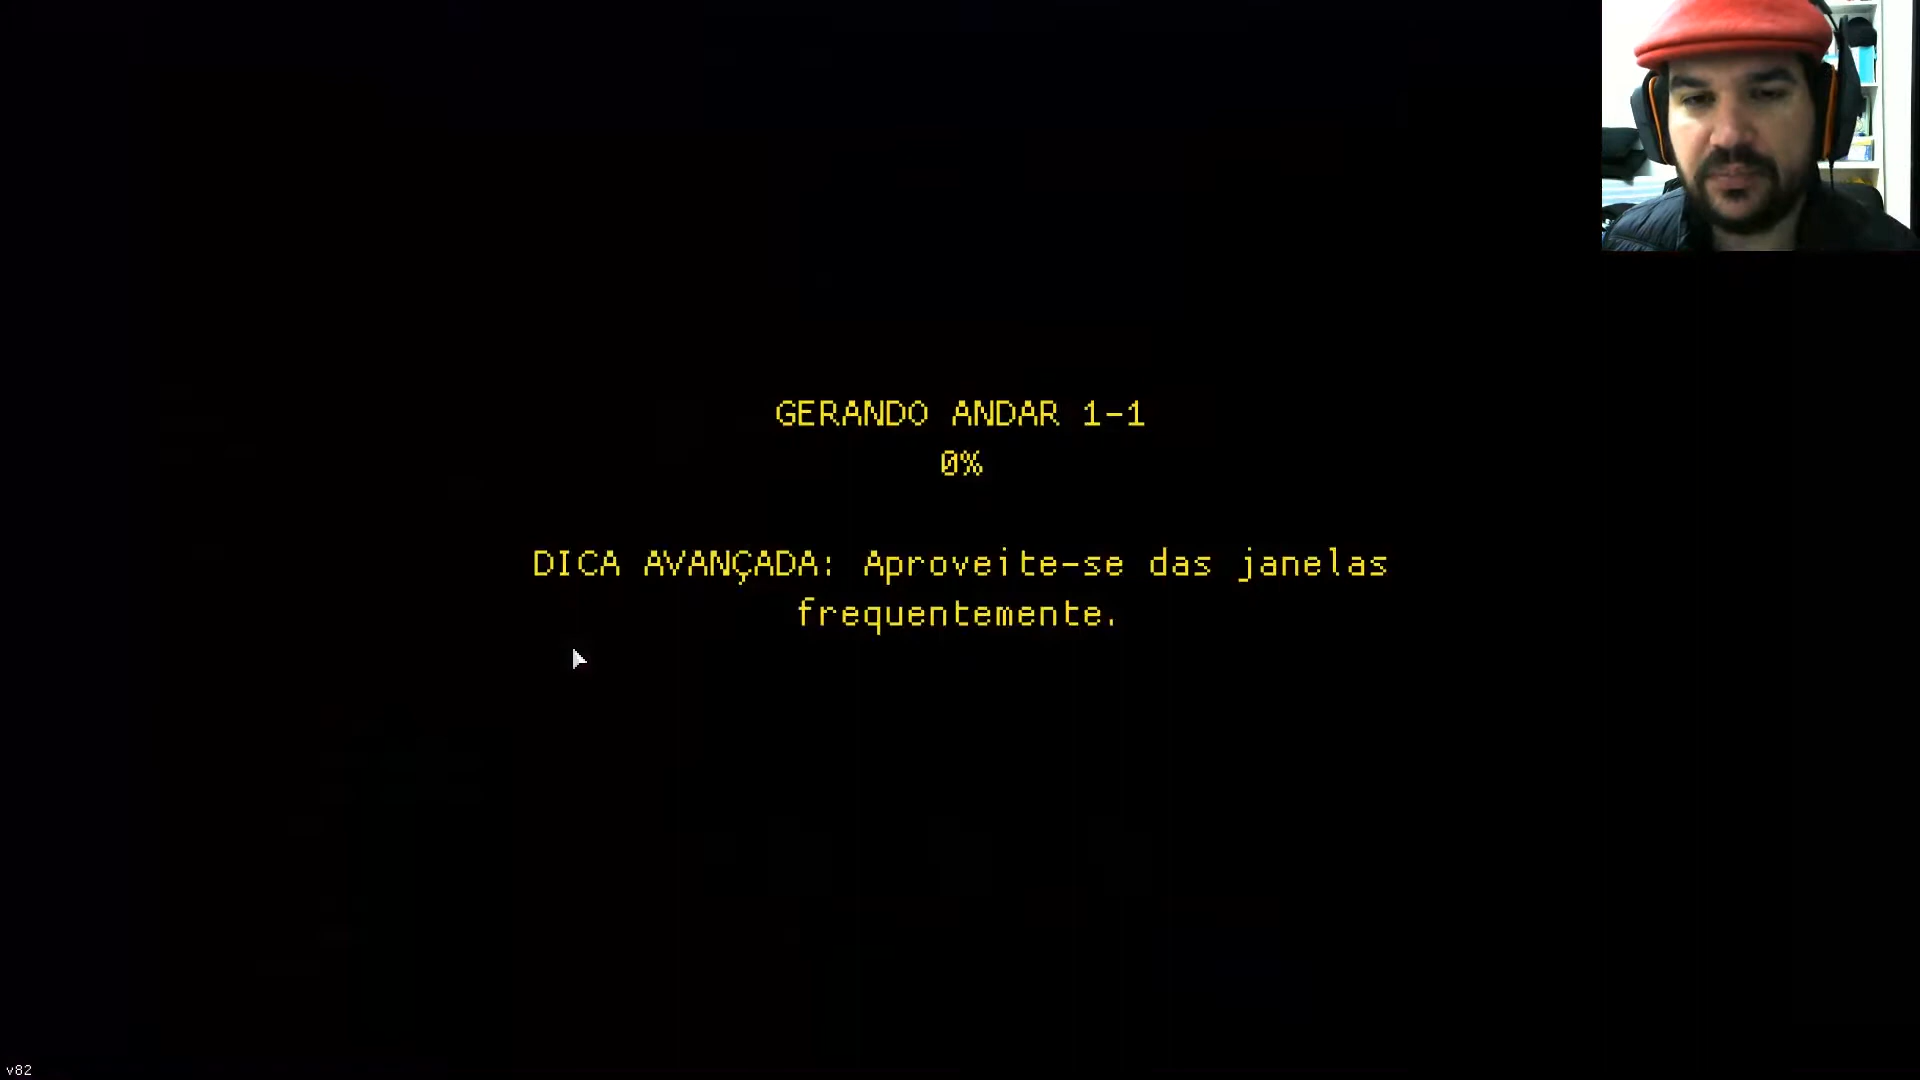 GERANDO ANDAR 1-1
0%
DICA AVANÇADA: Aproveite-se das janelas
frequentemente.
v82